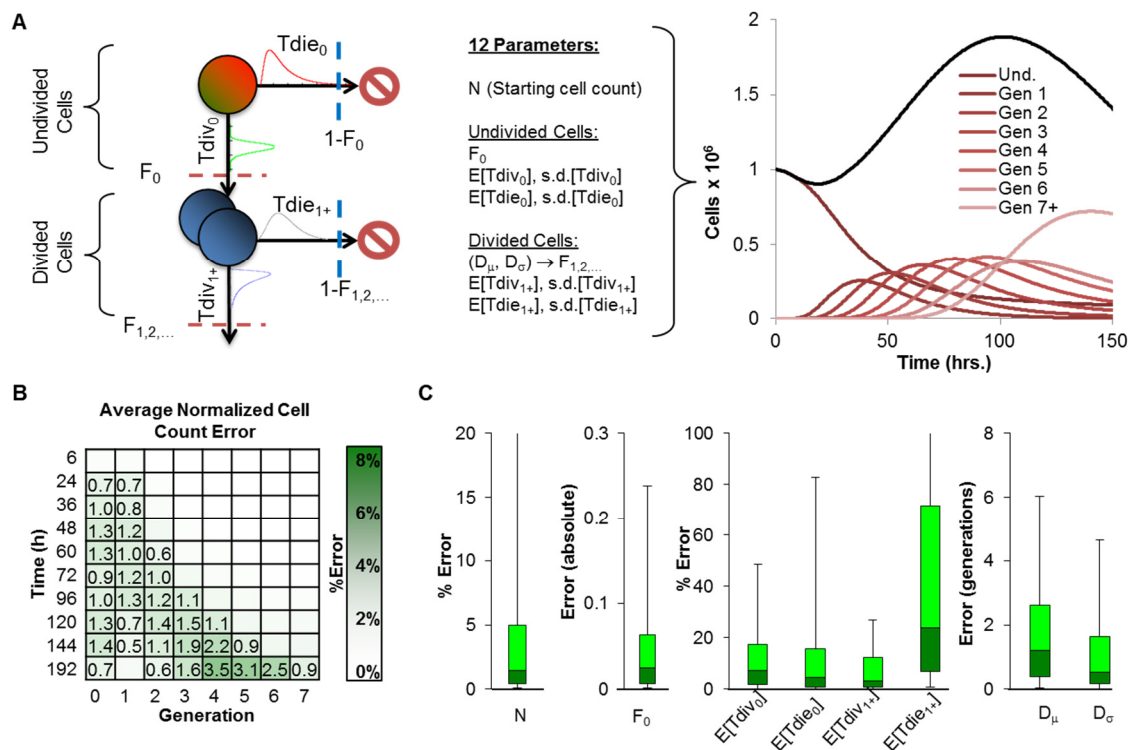 A
Undivided Cells
Divided Cells
Tdie₀
Tdiv₀
1-F₀
F₀
Tdie₁₊
Tdiv₁₊
1-F₁,₂,...
F₁,₂,...
12 Parameters:
N (Starting cell count)
Undivided Cells:
F₀
E[Tdiv₀], s.d.[Tdiv₀]
E[Tdie₀], s.d.[Tdie₀]
Divided Cells:
(Dμ, Dσ) → F₁,₂,...
E[Tdiv₁₊], s.d.[Tdiv₁₊]
E[Tdie₁₊], s.d.[Tdie₁₊]
Cells x 10⁶
2
1.5
1
0.5
0
0 50 100 150
Time (hrs.)
Und.
Gen 1
Gen 2
Gen 3
Gen 4
Gen 5
Gen 6
Gen 7+
B
Average Normalized Cell
Count Error
Time (h)
6
24 0.7 0.7
36 1.0 0.8
48 1.3 1.2
60 1.3 1.0 0.6
72 0.9 1.2 1.0
96 1.0 1.3 1.2 1.1
120 1.3 0.7 1.4 1.5 1.1
144 1.4 0.5 1.1 1.9 2.2 0.9
192 0.7 0.6 1.6 3.5 3.1 2.5 0.9
0 1 2 3 4 5 6 7
Generation
8%
6%
4%
2%
0%
%Error
C
% Error
20
15
10
5
0
N
Error (absolute)
0.3
0.2
0.1
0
F₀
% Error
100
80
60
40
20
0
E[Tdiv₀]
E[Tdie₀]
E[Tdiv₁₊]
E[Tdie₁₊]
Error (generations)
8
6
4
2
0
Dμ
Dσ